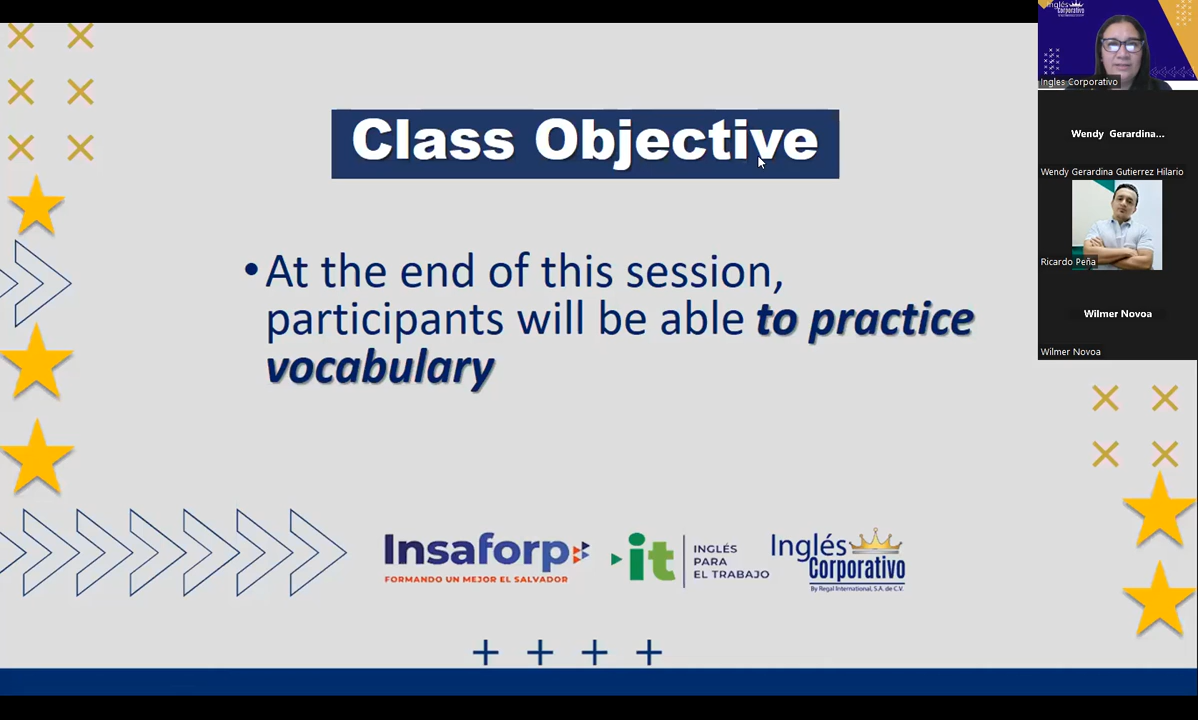 Class Objective
• At the end of this session,
participants will be able to practice
vocabulary
Insaforp
FORMANDO UN MEJOR EL SALVADOR
it
INGLÉS
PARA
EL TRABAJO
Inglés
Corporativo
By Regal International, S.A. de C.V.
Inglés
Corporativo
Ingles Corporativo
Wendy Gerardina...
Wendy Gerardina Gutierrez Hilario
Ricardo Peña
Wilmer Novoa
Wilmer Novoa